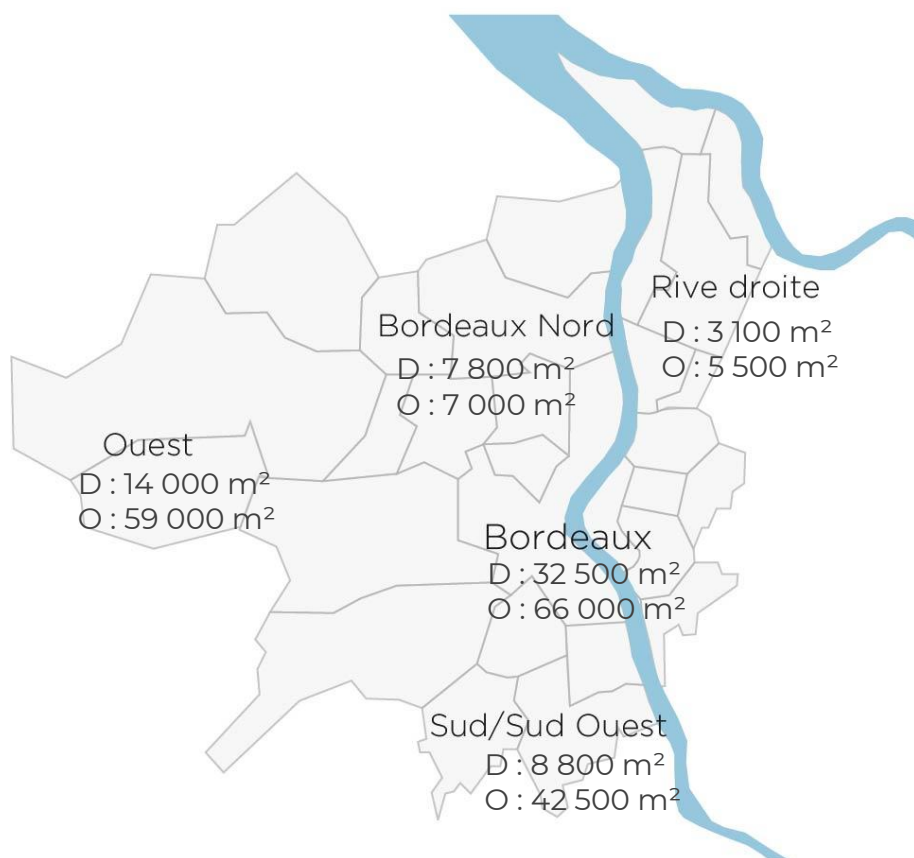 Rive droite
D : 3 100 m²
O : 5 500 m²
Bordeaux Nord
D : 7 800 m²
O : 7 000 m²
Ouest
D : 14 000 m²
O : 59 000 m²
Bordeaux
D : 32 500 m²
O : 66 000 m²
Sud/Sud Ouest
D : 8 800 m²
O : 42 500 m²